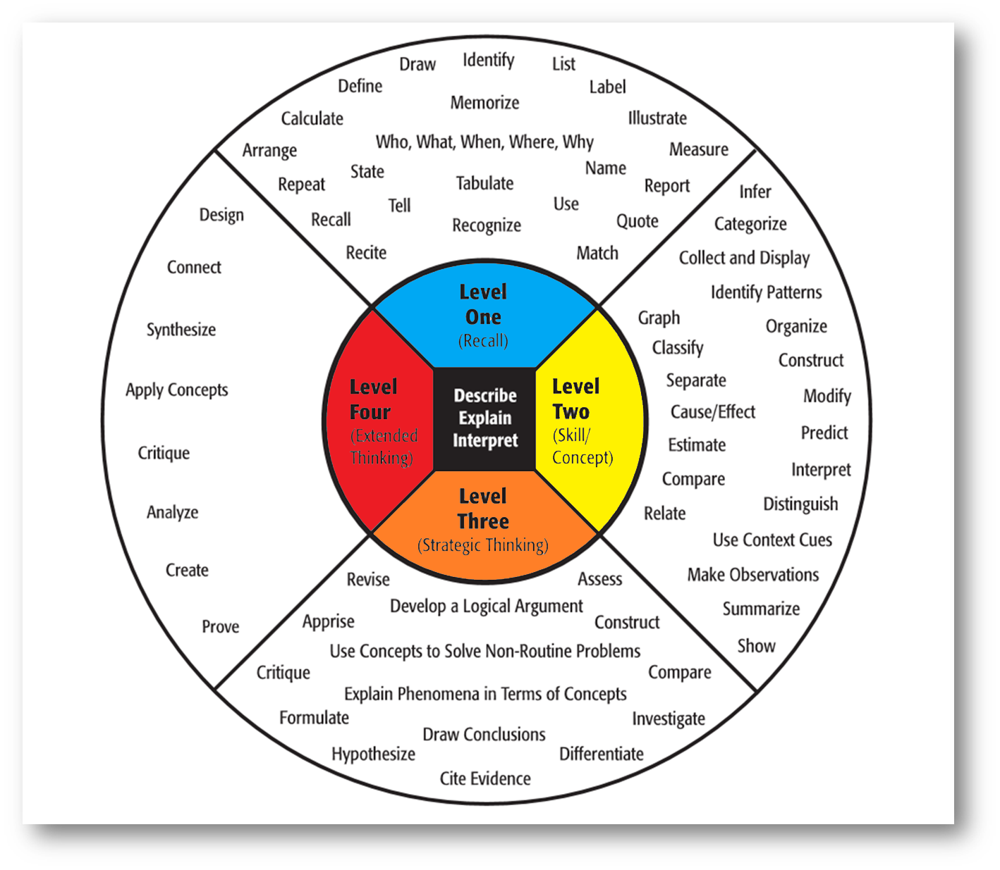 Draw
Identify
List
Define
Label
Memorize
Calculate
Illustrate
Who, What, When, Where, Why
Arrange
Measure
State
Name
Repeat
Tabulate
Report
Tell
Use
Recall
Recognize
Quote
Recite
Match
Level
One
(Recall)
Infer
Categorize
Collect and Display
Identify Patterns
Graph
Organize
Classify
Construct
Separate
Modify
Cause/Effect
Predict
Estimate
Interpret
Compare
Distinguish
Relate
Use Context Cues
Make Observations
Summarize
Show
Level
Two
(Skill/
Concept)
Describe
Explain
Interpret
Level
Four
(Extended
Thinking)
Design
Connect
Synthesize
Apply Concepts
Critique
Analyze
Create
Prove
Level
Three
(Strategic Thinking)
Revise
Assess
Develop a Logical Argument
Apprise
Construct
Use Concepts to Solve Non-Routine Problems
Critique
Compare
Explain Phenomena in Terms of Concepts
Formulate
Investigate
Draw Conclusions
Hypothesize
Differentiate
Cite Evidence